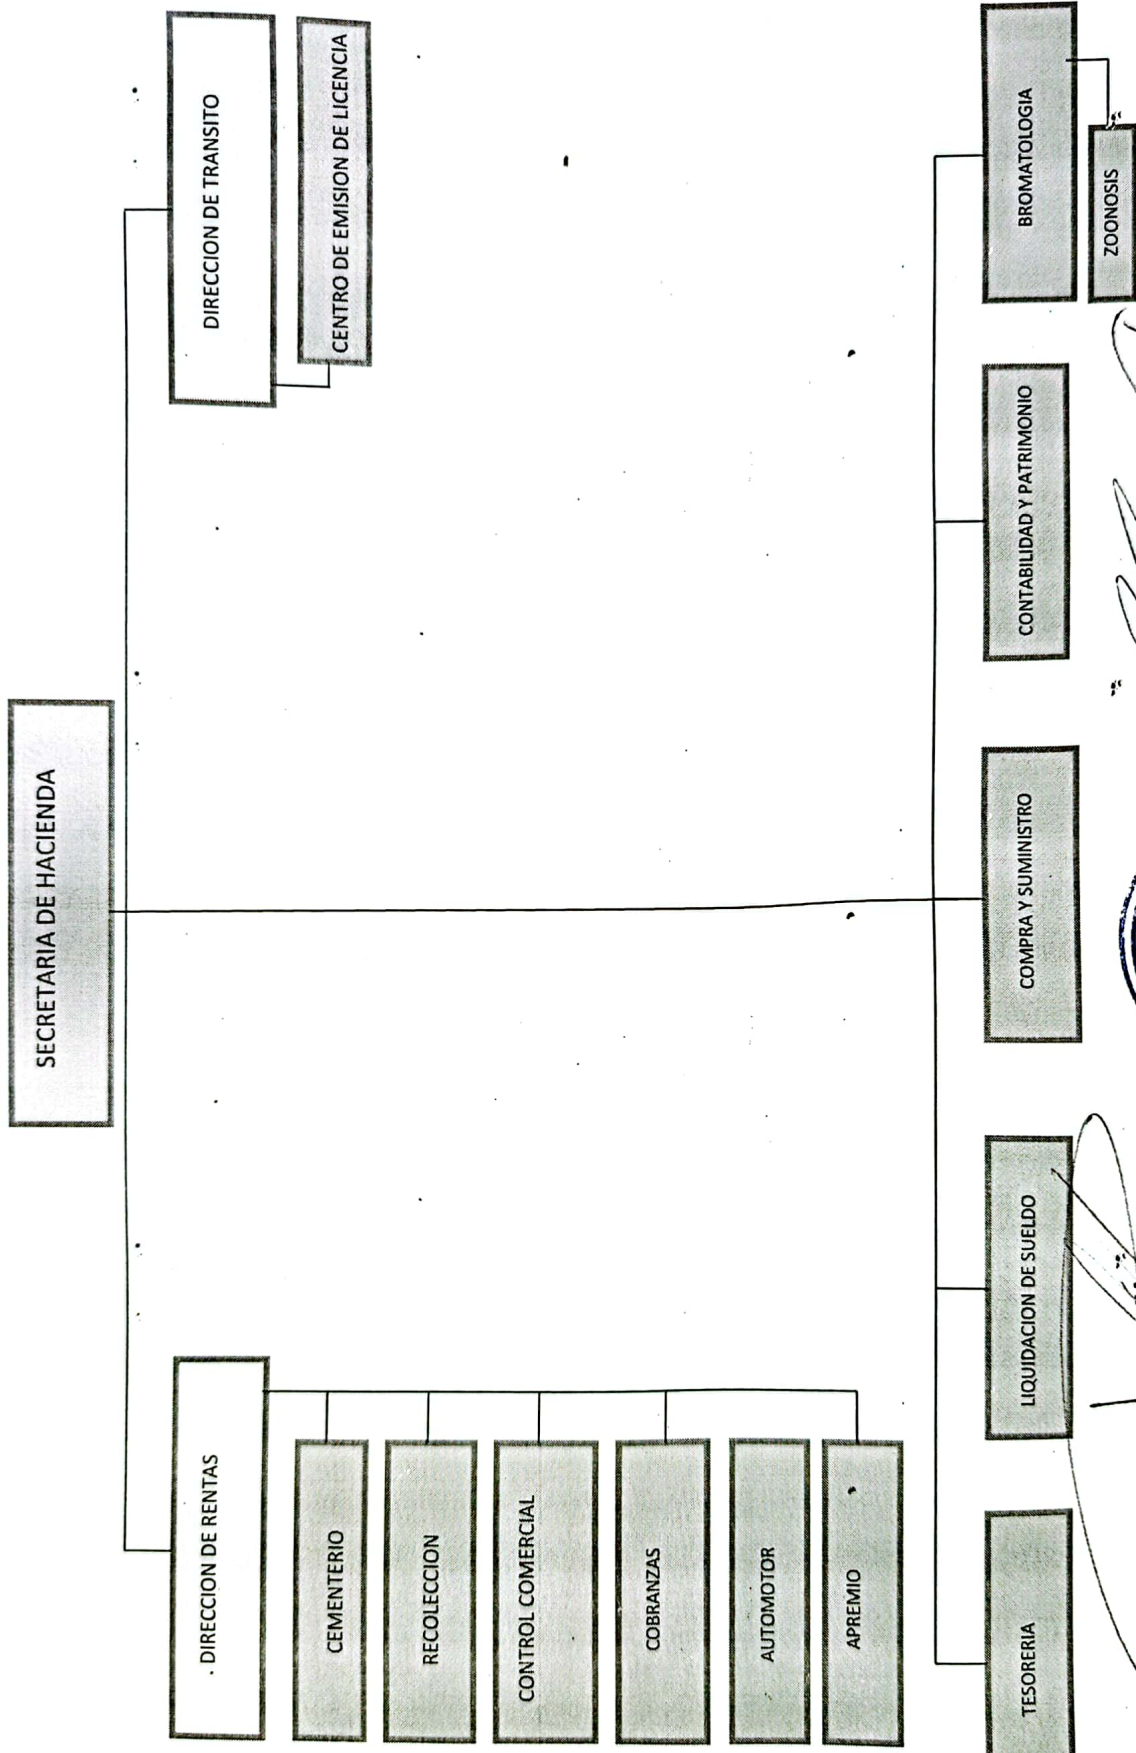 SECRETARIA DE HACIENDA
DIRECCION DE RENTAS
DIRECCION DE TRANSITO
CENTRO DE EMISION DE LICENCIA
CEMENTERIO
RECOLECCION
CONTROL COMERCIAL
COBRANZAS
AUTOMOTOR
APREMIO
TESORERIA
LIQUIDACION DE SUELDO
COMPRA Y SUMINISTRO
CONTABILIDAD Y PATRIMONIO
BROMATOLOGIA
ZOONOSIS